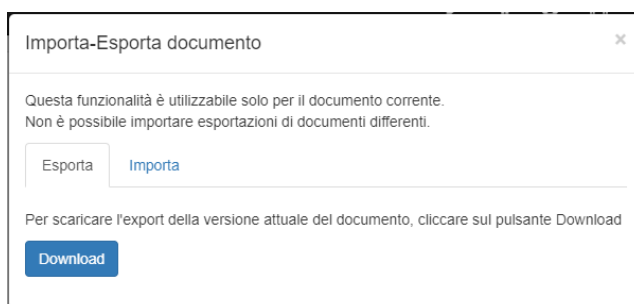 Importa-Esporta documento
×
Questa funzionalità è utilizzabile solo per il documento corrente.
Non è possibile importare esportazioni di documenti differenti.
Esporta
Importa
Per scaricare l'export della versione attuale del documento, cliccare sul pulsante Download
Download